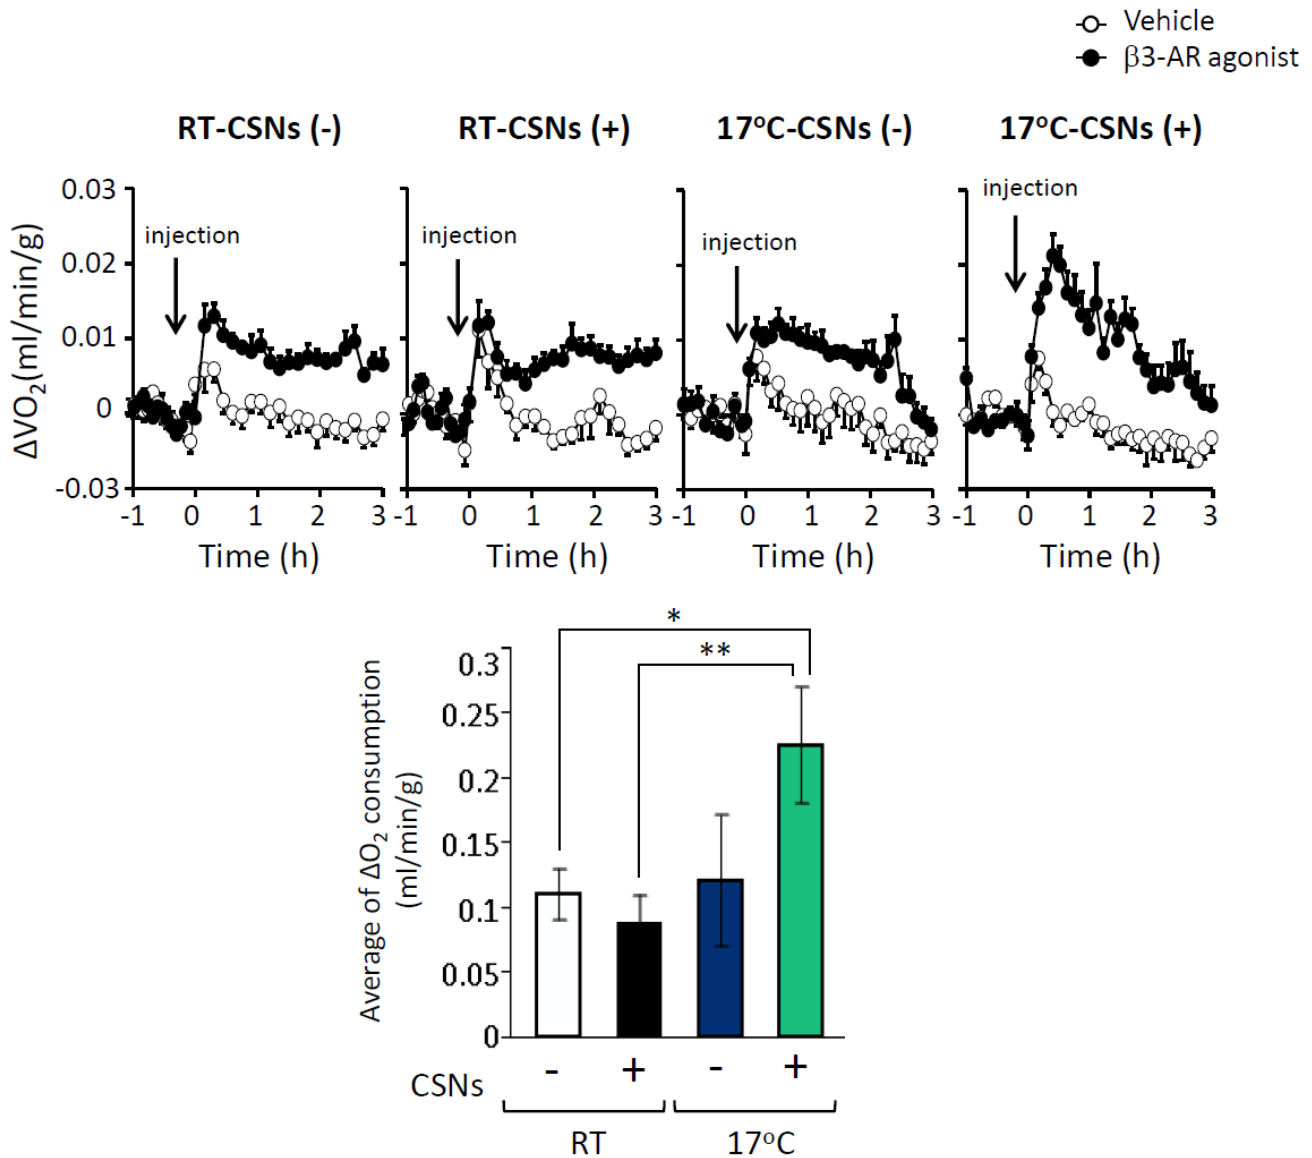 Vehicle
β3-AR agonist
RT-CSNs (-) RT-CSNs (+) 17ºC-CSNs (-) 17ºC-CSNs (+)
ΔVO₂(ml/min/g)
0.03
0.02
0.01
0
-0.03
injection injection injection injection
-1 0 1 2 3 -1 0 1 2 3 -1 0 1 2 3 -1 0 1 2 3
Time (h) Time (h) Time (h) Time (h)
*
**
Average of ΔO₂ consumption
(ml/min/g)
0.3
0.25
0.2
0.15
0.1
0.05
0
CSNs - + - +
RT 17ºC